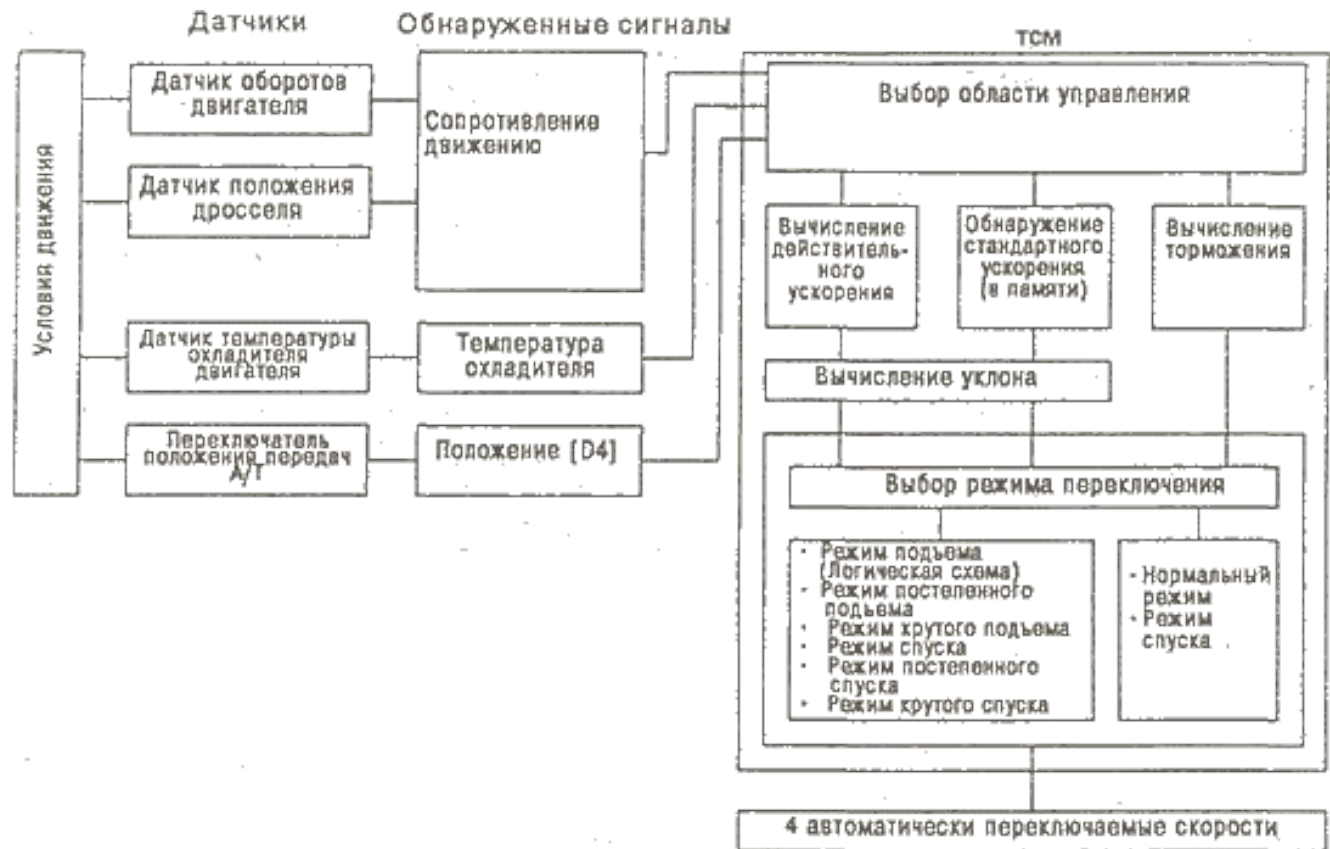 Датчики
Обнаруженные сигналы
TCM
Условия движения
Датчик оборотов
двигателя
Датчик положения
дросселя
Датчик температуры
охладителя
двигателя
Переключатель
положения передач
А/Т
Сопротивление
движению
Температура
охладителя
Положение [D4]
Выбор области управления
Вычисление
действитель-
ного
ускорения
Обнаружение
стандартного
ускорения
(в памяти)
Вычисление
торможения
Вычисление уклона
Выбор режима переключения
· Режим подъема
(Логическая схема)
· Режим постепенного
подъема
· Режим крутого подъема
· Режим спуска
· Режим постепенного
спуска
· Режим крутого спуска
- Нормальный
режим
· Режим
спуска
4 автоматически переключаемые скорости